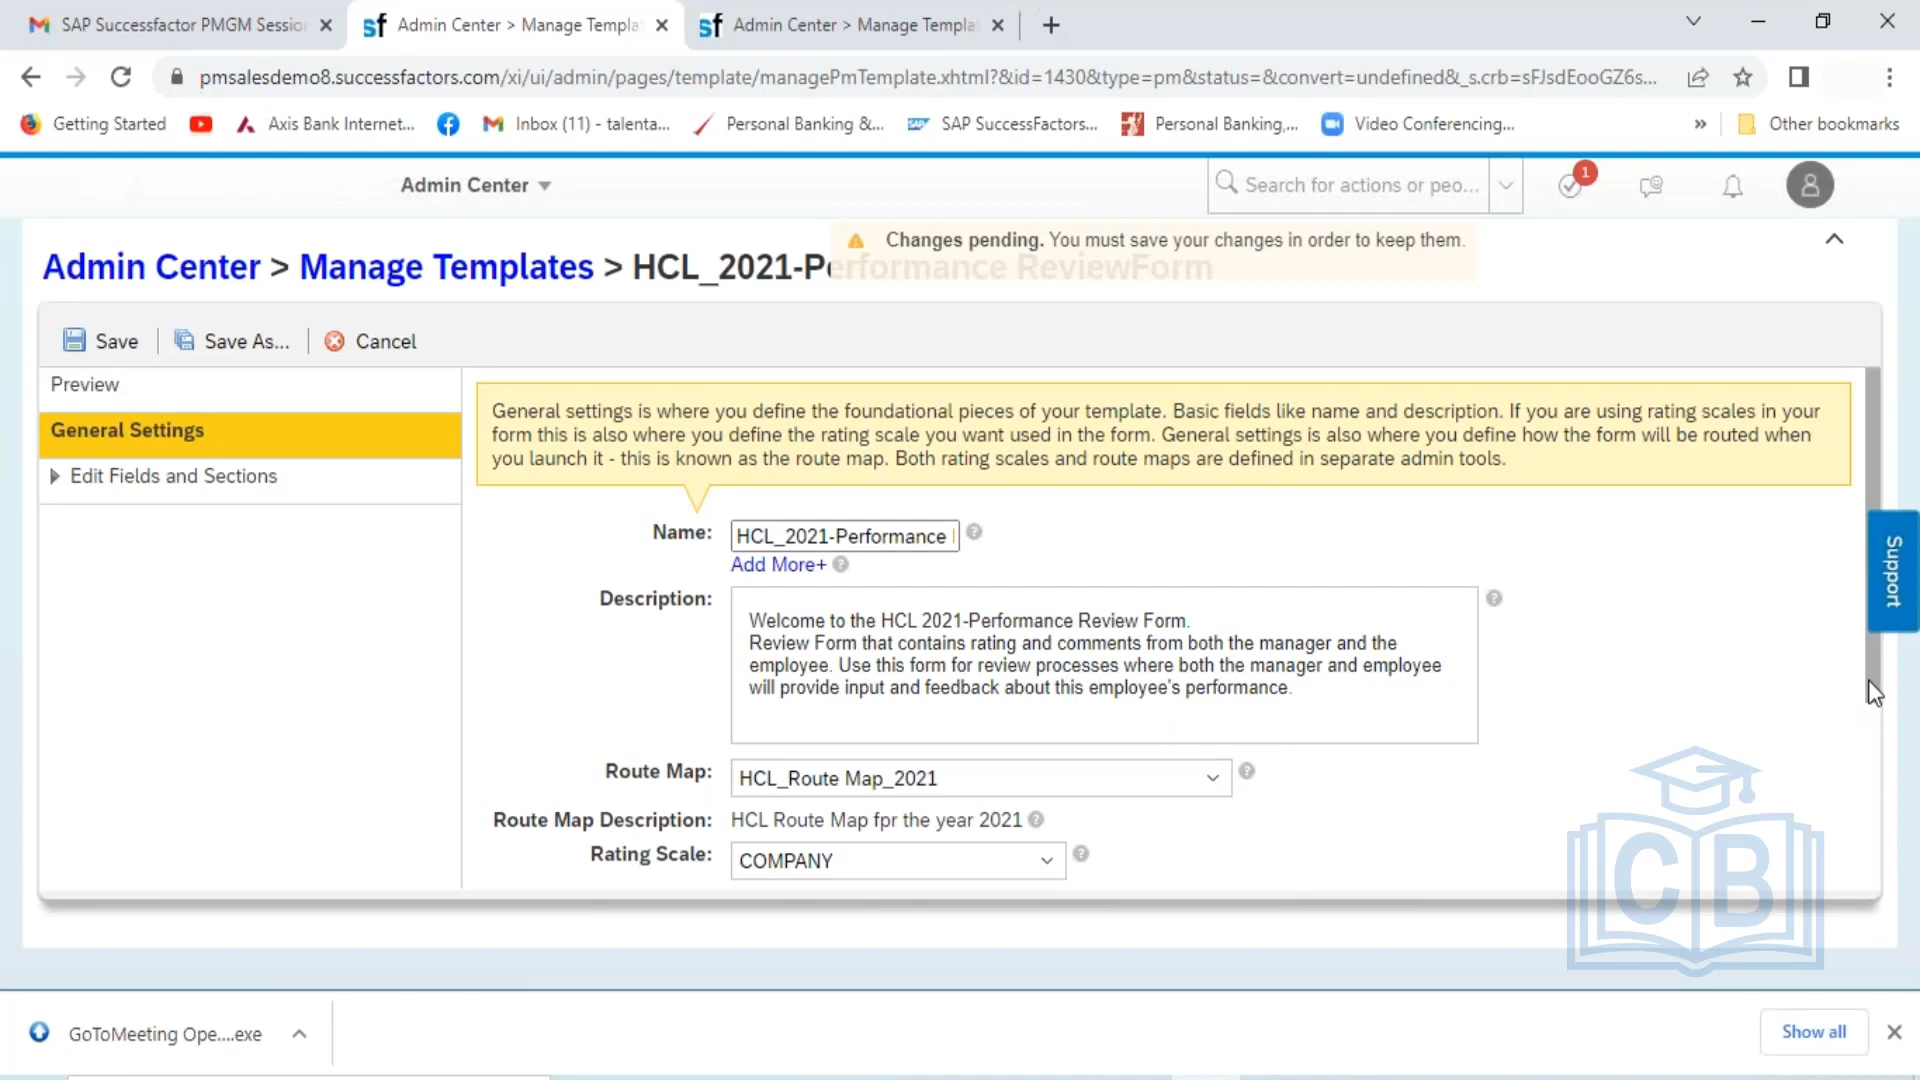 SAP Successfactor PMGM Session
Admin Center > Manage Templa
Admin Center > Manage Templa
pmsalesdemo8.successfactors.com/xi/ui/admin/pages/template/managePmTemplate.xhtml?&id=1430&type=pm&status=&convert=undefined&_s.crb=sFJsdEooGZ6s...
Getting Started
Axis Bank Internet...
Inbox (11) - talenta...
Personal Banking &...
SAP SuccessFactors...
Personal Banking,...
Video Conferencing...
»
Other bookmarks
Admin Center
Search for actions or peo...
1
Changes pending. You must save your changes in order to keep them.
Admin Center > Manage Templates > HCL_2021-Performance ReviewForm
Save
Save As...
Cancel
Preview
General Settings
Edit Fields and Sections
General settings is where you define the foundational pieces of your template. Basic fields like name and description. If you are using rating scales in your
form this is also where you define the rating scale you want used in the form. General settings is also where you define how the form will be routed when
you launch it - this is known as the route map. Both rating scales and route maps are defined in separate admin tools.
Name:
HCL_2021-Performance
Add More+
Description:
Welcome to the HCL 2021-Performance Review Form.
Review Form that contains rating and comments from both the manager and the
employee. Use this form for review processes where both the manager and employee
will provide input and feedback about this employee's performance.
Route Map:
HCL_Route Map_2021
Route Map Description:
HCL Route Map fpr the year 2021
Rating Scale:
COMPANY
Support
CB
GoToMeeting Ope....exe
Show all